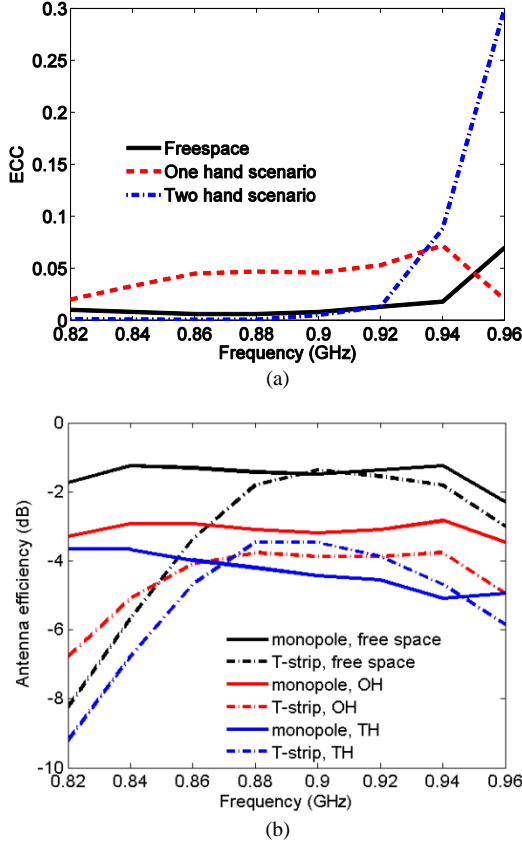 0.3
0.25
0.2
0.15
0.1
0.05
0
ECC
Freespace
One hand scenario
Two hand scenario
0.82 0.84 0.86 0.88 0.9 0.92 0.94 0.96
Frequency (GHz)
(a)
0
-2
-4
-6
-8
-10
Antenna efficiency (dB)
monopole, free space
T-strip, free space
monopole, OH
T-strip, OH
monopole, TH
T-strip, TH
0.82 0.84 0.86 0.88 0.90 0.92 0.94 0.96
Frequency (GHz)
(b)